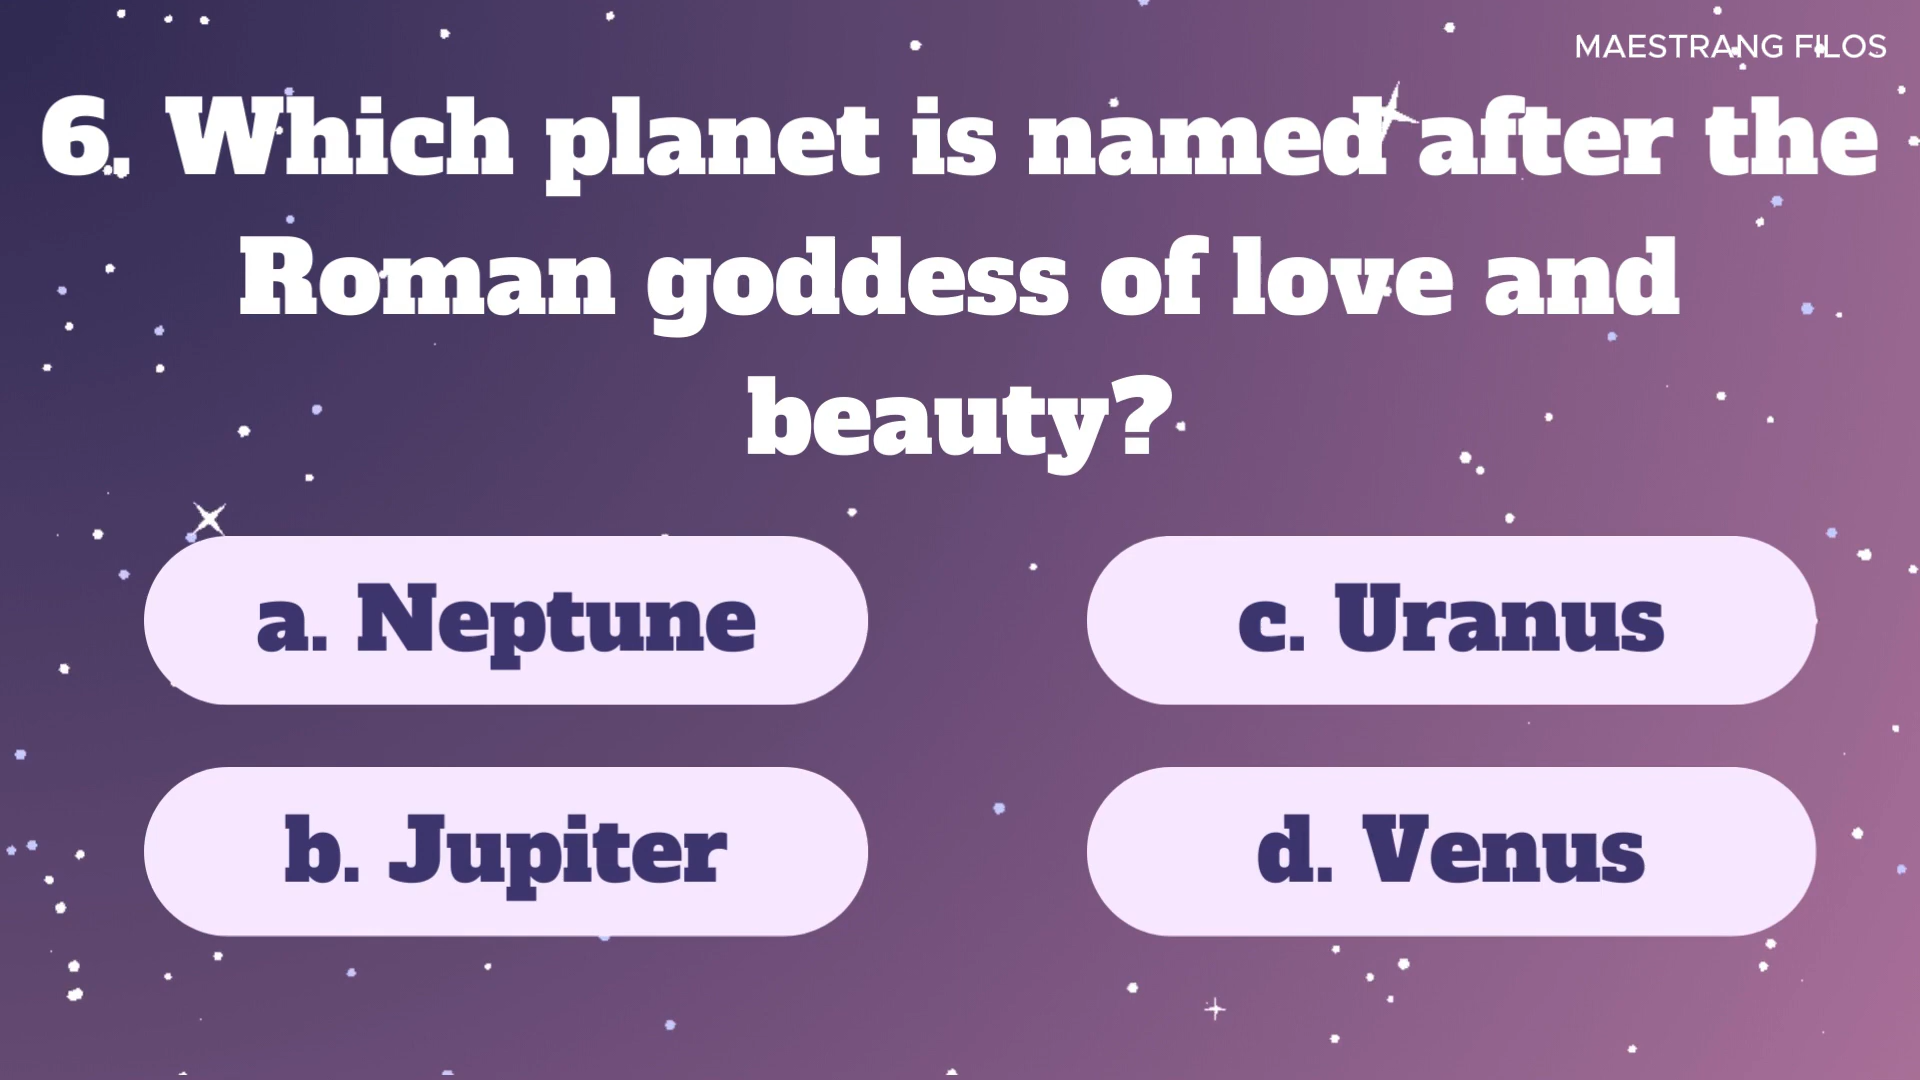 MAESTRANG FILOS
6. Which planet is named after the
Roman goddess of love and
beauty?
a. Neptune
c. Uranus
b. Jupiter
d. Venus